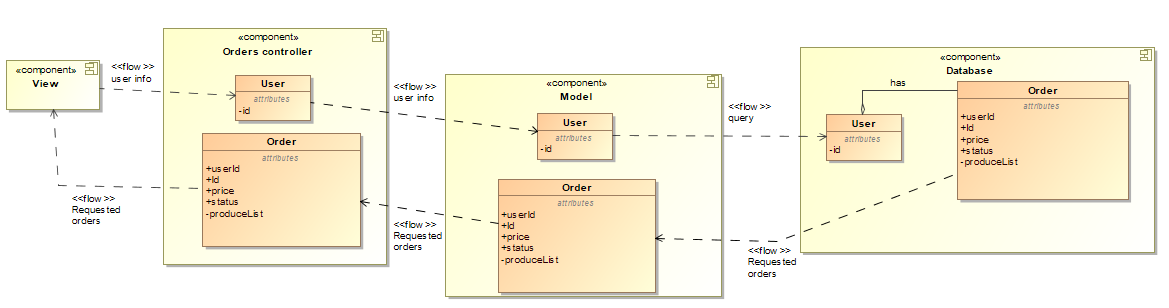 «component»
View
<<flow >>
user info
<<flow >>
Requested
orders
«component»
Orders controller
User
attributes
-id
Order
attributes
+userId
+Id
+price
+status
-produceList
<<flow >>
user info
<<flow >>
Requested
orders
«component»
Model
User
attributes
-id
Order
attributes
+userId
+Id
+price
+status
-produceList
<<flow >>
query
<<flow >>
Requested
orders
«component»
Database
has
User
attributes
-id
Order
attributes
+userId
+Id
+price
+status
-produceList